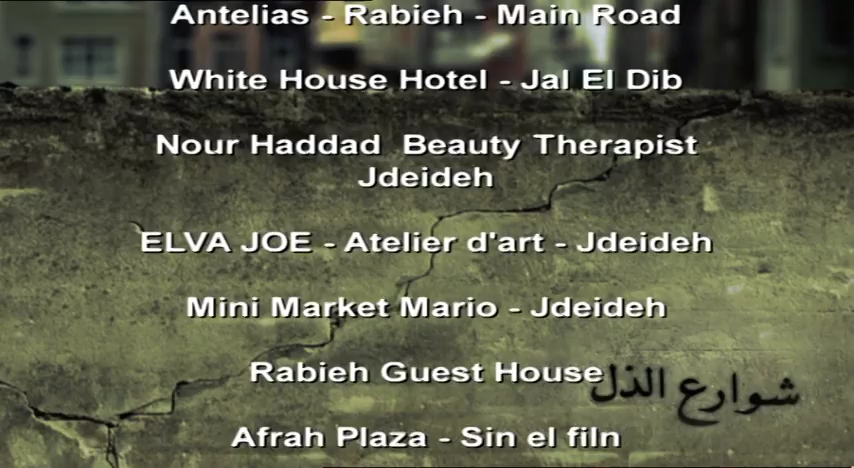 Antelias - Rabieh - Main Road
White House Hotel - Jal El Dib
Nour Haddad Beauty Therapist
Jdeideh
ELVA JOE - Atelier d'art - Jdeideh
Mini Market Mario - Jdeideh
Rabieh Guest House
شوارع الذل
Afrah Plaza - Sin el filn